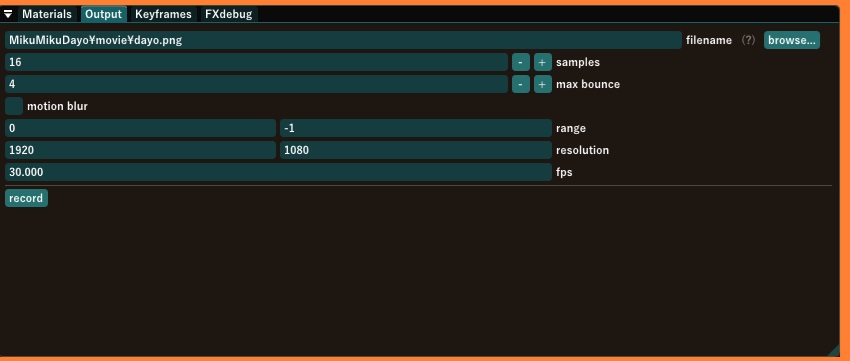 Materials Output Keyframes FXdebug
MikuMikuDayo¥movie¥dayo.png filename (?) browse...
16 - + samples
4 - + max bounce
motion blur
0 -1 range
1920 1080 resolution
30.000 fps
record